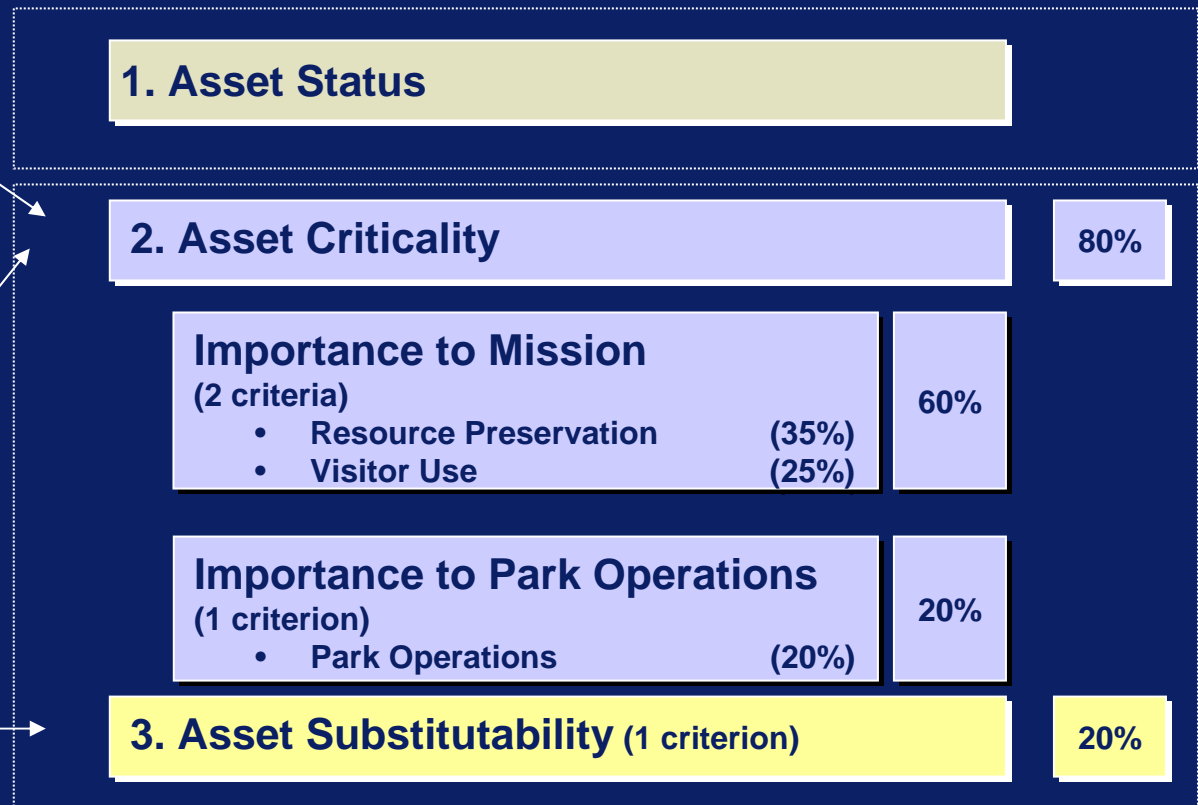 1. Asset Status
2. Asset Criticality 80%
Importance to Mission
(2 criteria)
60%
• Resource Preservation (35%)
• Visitor Use (25%)
Importance to Park Operations
(1 criterion)
20%
• Park Operations (20%)
3. Asset Substitutability (1 criterion) 20%